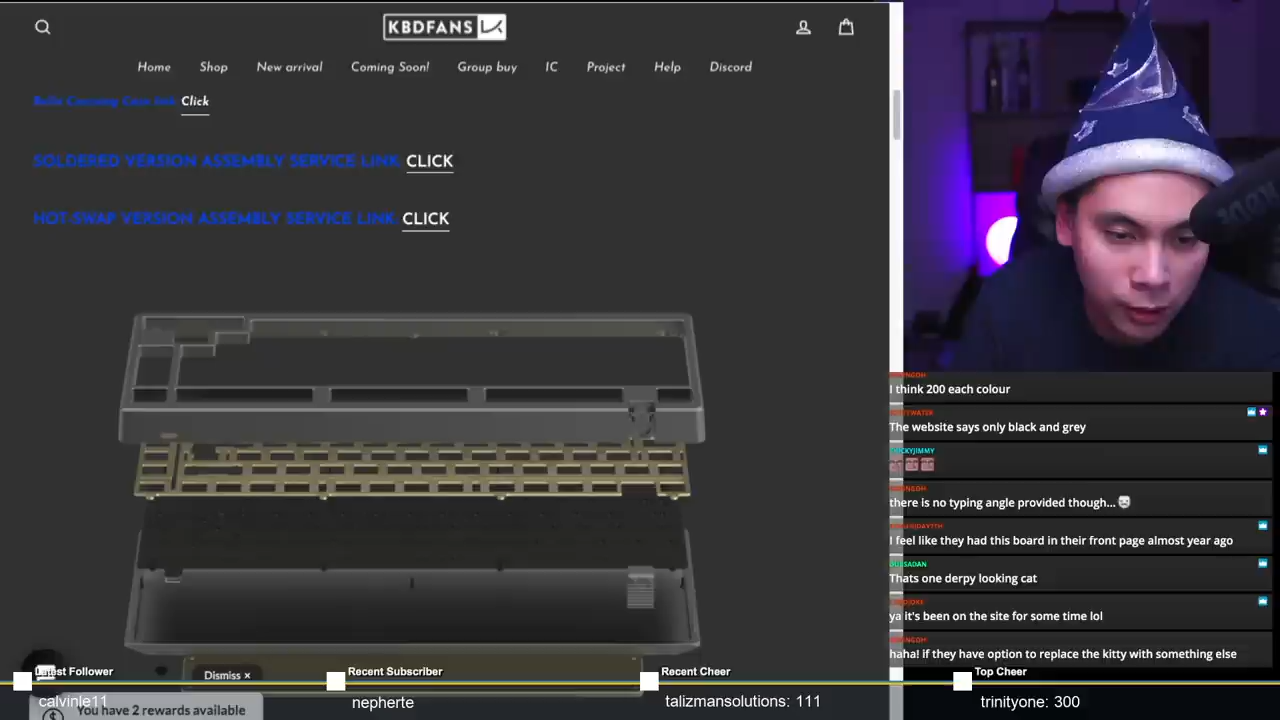 KBDFANS
Home Shop New arrival Coming Soon! Group buy IC Project Help Discord
Click
SOLDERED VERSION ASSEMBLY SERVICE LINK CLICK
HOT-SWAP VERSION ASSEMBLY SERVICE LINK CLICK
I think 200 each colour
The website says only black and grey
there is no typing angle provided though...
I feel like they had this board in their front page almost year ago
Thats one derpy looking cat
ya it's been on the site for some time lol
haha! if they have option to replace the kitty with something else
Latest Follower
calvinle11
Dismiss ×
You have 2 rewards available
Recent Subscriber
nepherte
Recent Cheer
talizmansolutions: 111
Top Cheer
trinityone: 300